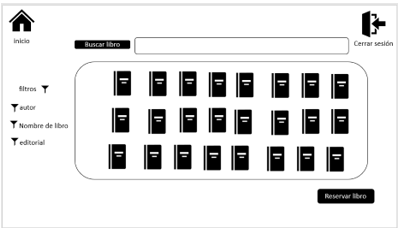 inicio
Cerrar sesión
Buscar libro
filtros
autor
Nombre de libro
editorial
Reservar libro